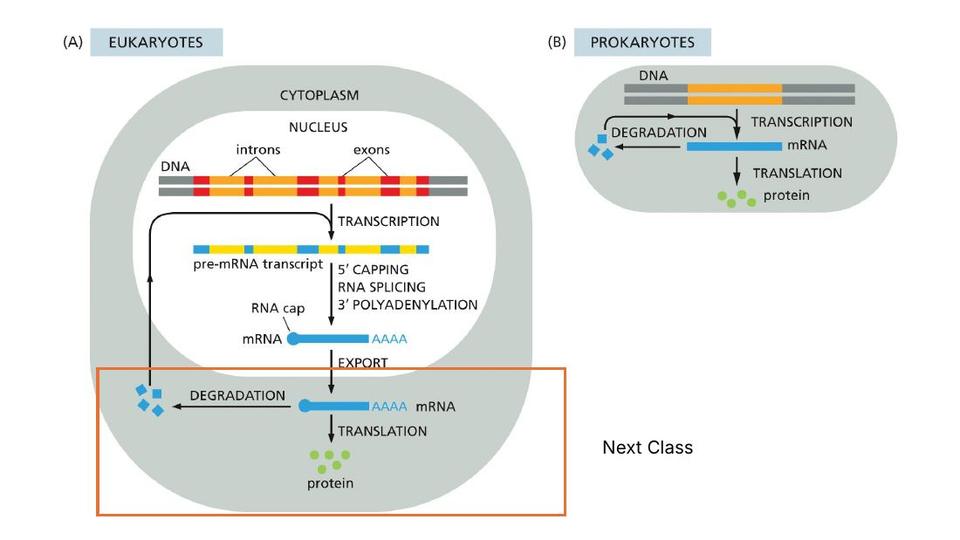 (A) EUKARYOTES
CYTOPLASM
NUCLEUS
introns exons
DNA
TRANSCRIPTION
pre-mRNA transcript
5′ CAPPING
RNA SPLICING
3′ POLYADENYLATION
RNA cap
mRNA AAAA
EXPORT
DEGRADATION
AAAA mRNA
TRANSLATION
protein
(B) PROKARYOTES
DNA
TRANSCRIPTION
DEGRADATION
mRNA
TRANSLATION
protein
Next Class